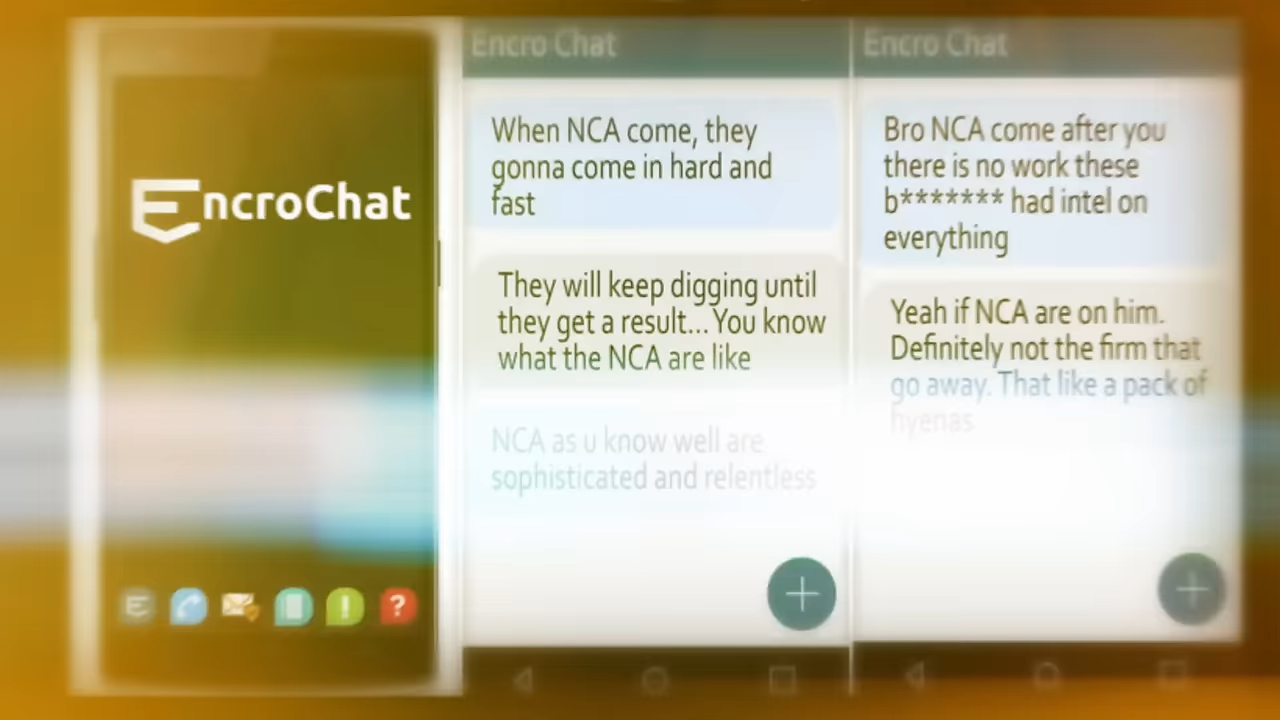 EncroChat
Encro Chat
When NCA come, they
gonna come in hard and
fast
They will keep digging until
they get a result... You know
what the NCA are like
NCA as u know well are
sophisticated and relentless
Encro Chat
Bro NCA come after you
there is no work these
b******* had intel on
everything
Yeah if NCA are on him.
Definitely not the firm that
go away. That like a pack of
hyenas